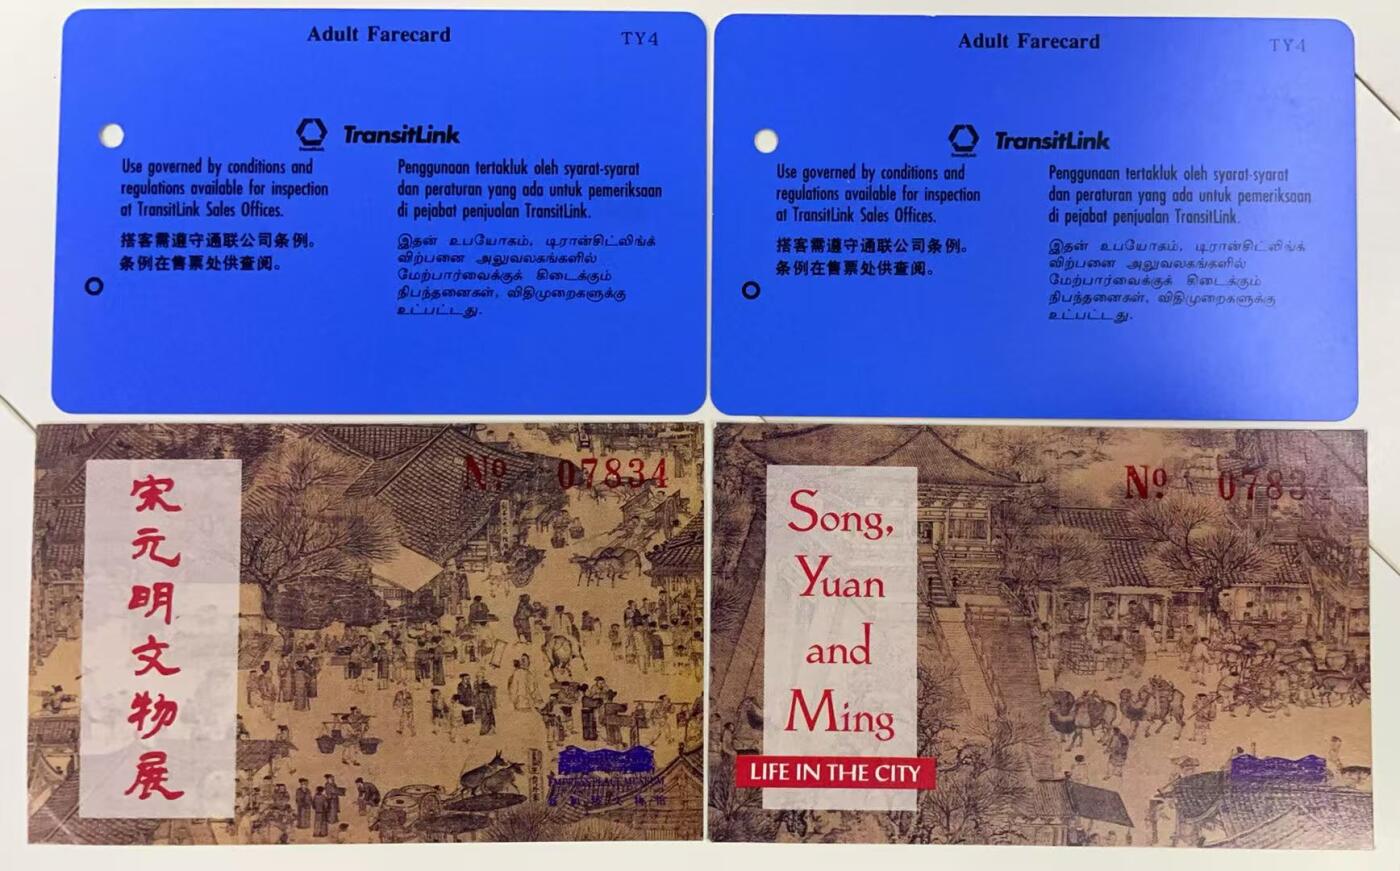 Adult Farecard
TY4
TransitLink
Use governed by conditions and
regulations available for inspection
at TransitLink Sales Offices.
搭客需遵守通联公司条例。
条例在售票处供查阅。
Penggunaan tertakluk oleh syarat-syarat
dan peraturan yang ada untuk pemeriksaan
di pejabat penjualan TransitLink.
இதன் உபயோகம், டிரான்சிட்லிங்க்
விற்பனை அலுவலகங்களில்
மேற்பார்வைக்குக் கிடைக்கும்
நிபந்தனைகள், விதிமுறைகளுக்கு
உட்பட்டது.
Adult Farecard
TY4
TransitLink
Use governed by conditions and
regulations available for inspection
at TransitLink Sales Offices.
搭客需遵守通联公司条例。
条例在售票处供查阅。
Penggunaan tertakluk oleh syarat-syarat
dan peraturan yang ada untuk pemeriksaan
di pejabat penjualan TransitLink.
இதன் உபயோகம், டிரான்சிட்லிங்க்
விற்பனை அலுவலகங்களில்
மேற்பார்வைக்குக் கிடைக்கும்
நிபந்தனைகள், விதிமுறைகளுக்கு
உட்பட்டது.
宋元明文物展
Nº 07834
EMPRESS PLACE MUSEUM
Song,
Yuan
and
Ming
LIFE IN THE CITY
Nº 07834